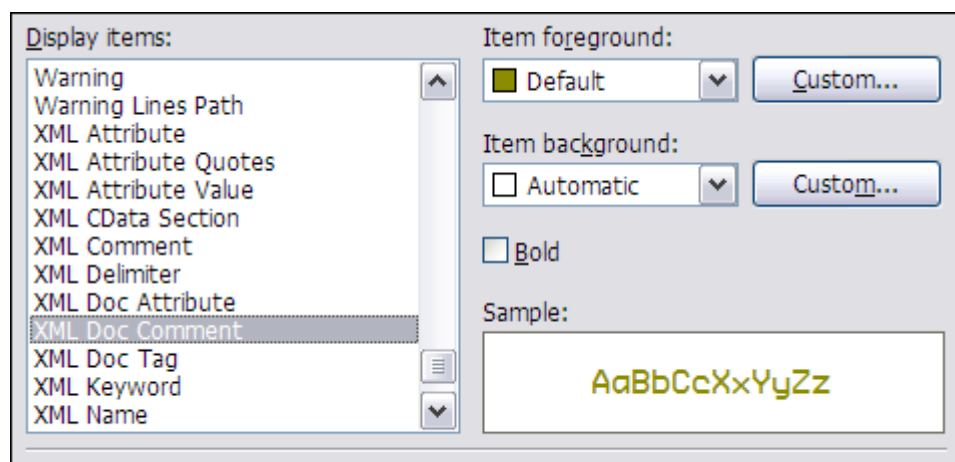 Display items:
Warning
Warning Lines Path
XML Attribute
XML Attribute Quotes
XML Attribute Value
XML CData Section
XML Comment
XML Delimiter
XML Doc Attribute
XML Doc Comment
XML Doc Tag
XML Keyword
XML Name
Item foreground:
Default
Custom...
Item background:
Automatic
Custom...
Bold
Sample:
AaBbCcXxYyZz